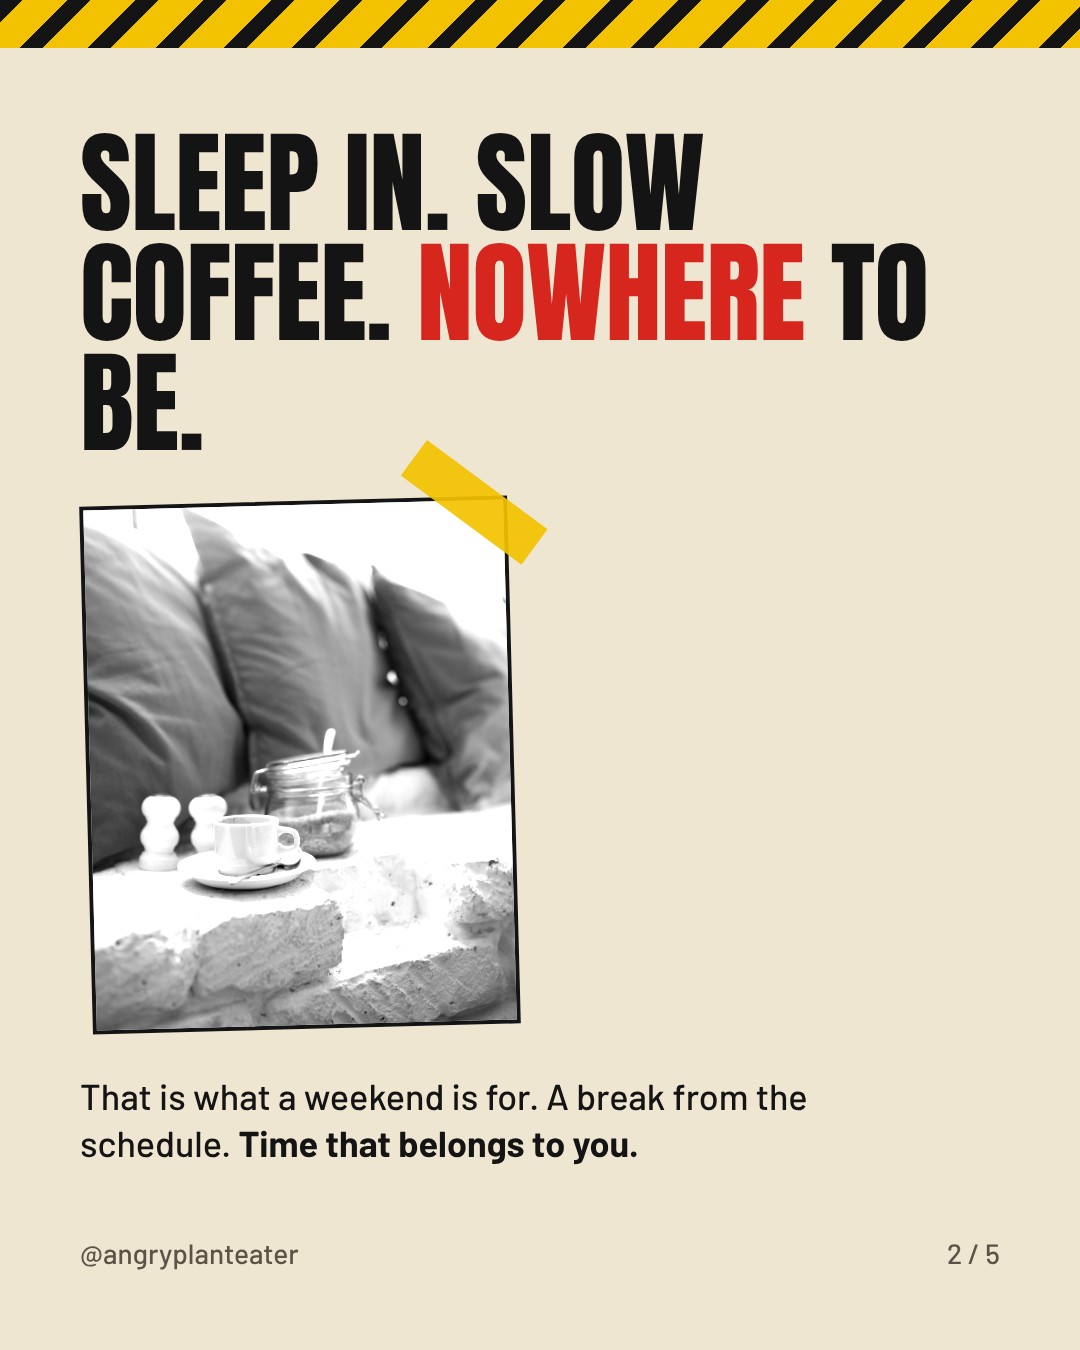 SLEEP IN. SLOW
COFFEE. NOWHERE TO
BE.
That is what a weekend is for. A break from the
schedule. Time that belongs to you.
@angryplanteater
2 / 5